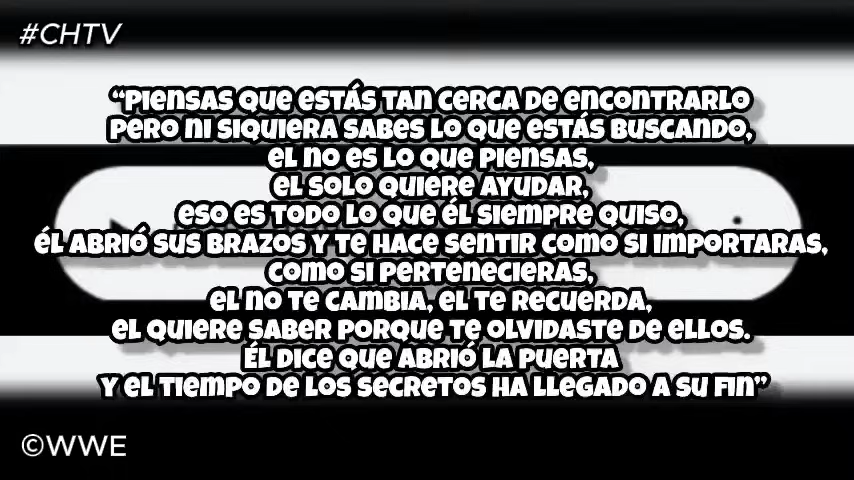 #CHTV
“Piensas que estás tan cerca de encontrarlo
pero ni siquiera sabes lo que estás buscando,
el no es lo que piensas,
el solo quiere ayudar,
eso es todo lo que él siempre quiso,
él abrió sus brazos y te hace sentir como si importaras,
como si pertenecieras,
el no te cambia, el te recuerda,
el quiere saber porque te olvidaste de ellos.
Él dice que abrió la puerta
y el tiempo de los secretos ha llegado a su fin”
©WWE